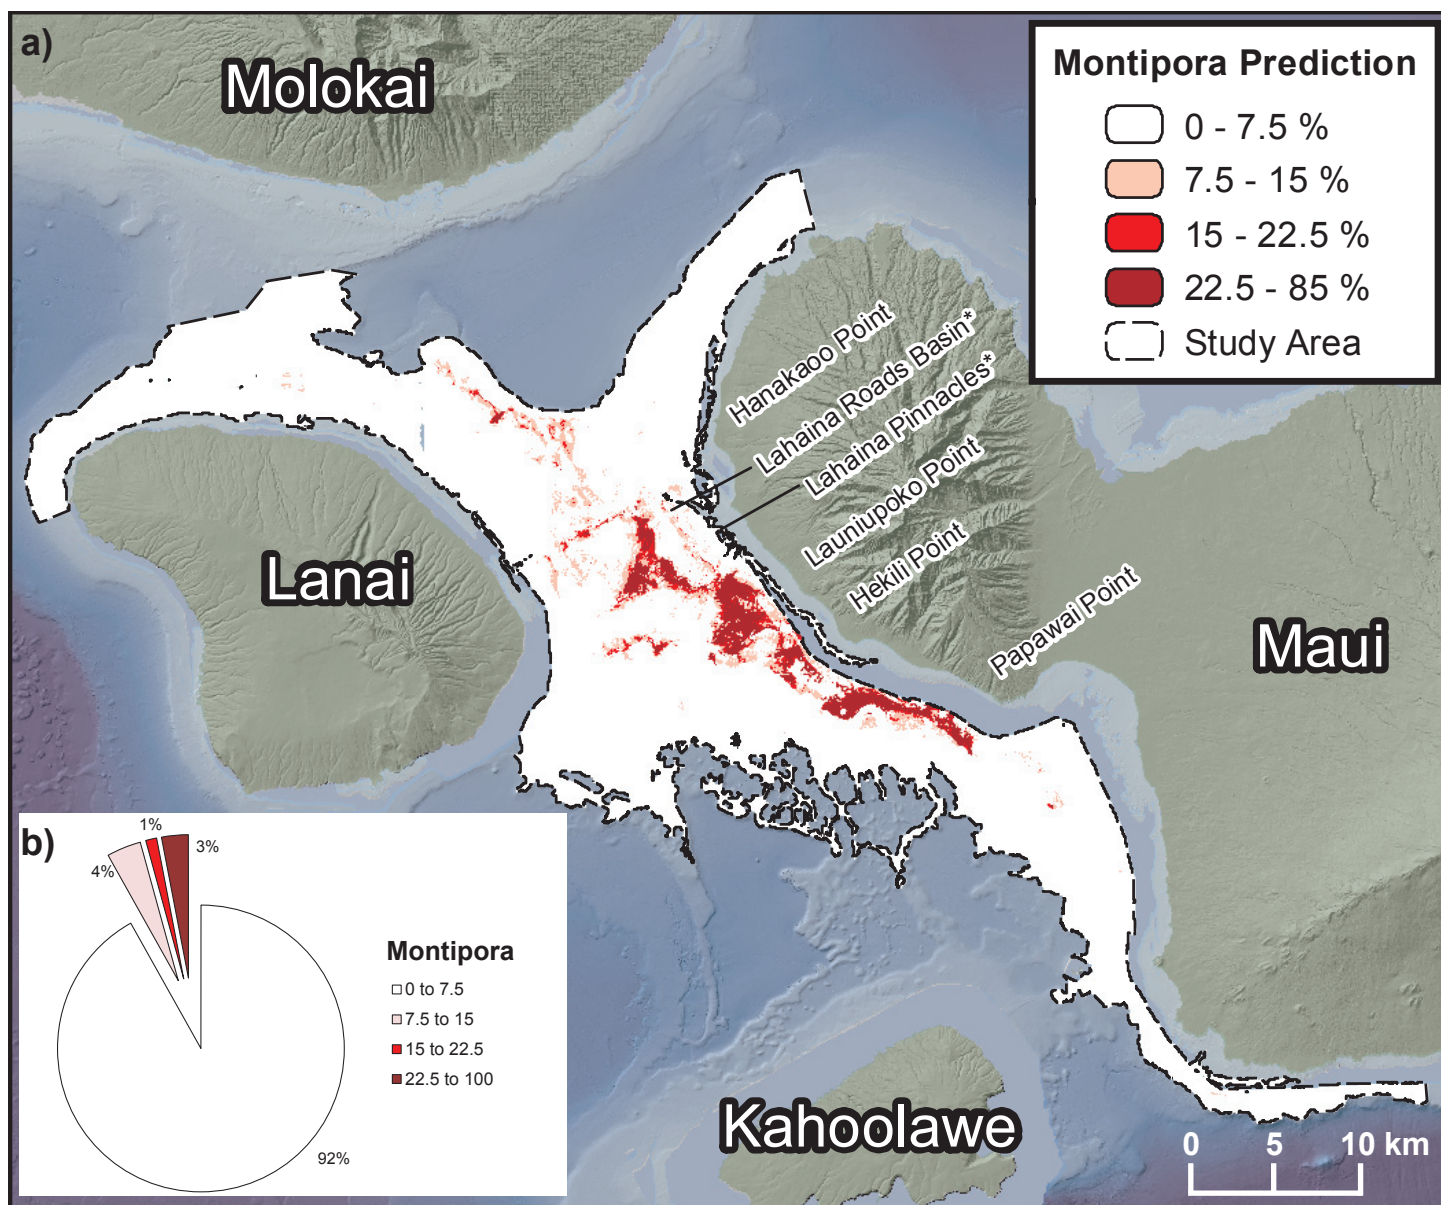 a)
Molokai
Montipora Prediction
0 - 7.5 %
7.5 - 15 %
15 - 22.5 %
22.5 - 85 %
Study Area
Hanakaoo Point
Lahaina Roads Basin*
Lahaina Pinnacles*
Launiupoko Point
Hekili Point
Papawai Point
Lanai
Maui
b)
1%
3%
4%
92%
Montipora
0 to 7.5
7.5 to 15
15 to 22.5
22.5 to 100
Kahoolawe
0 5 10 km